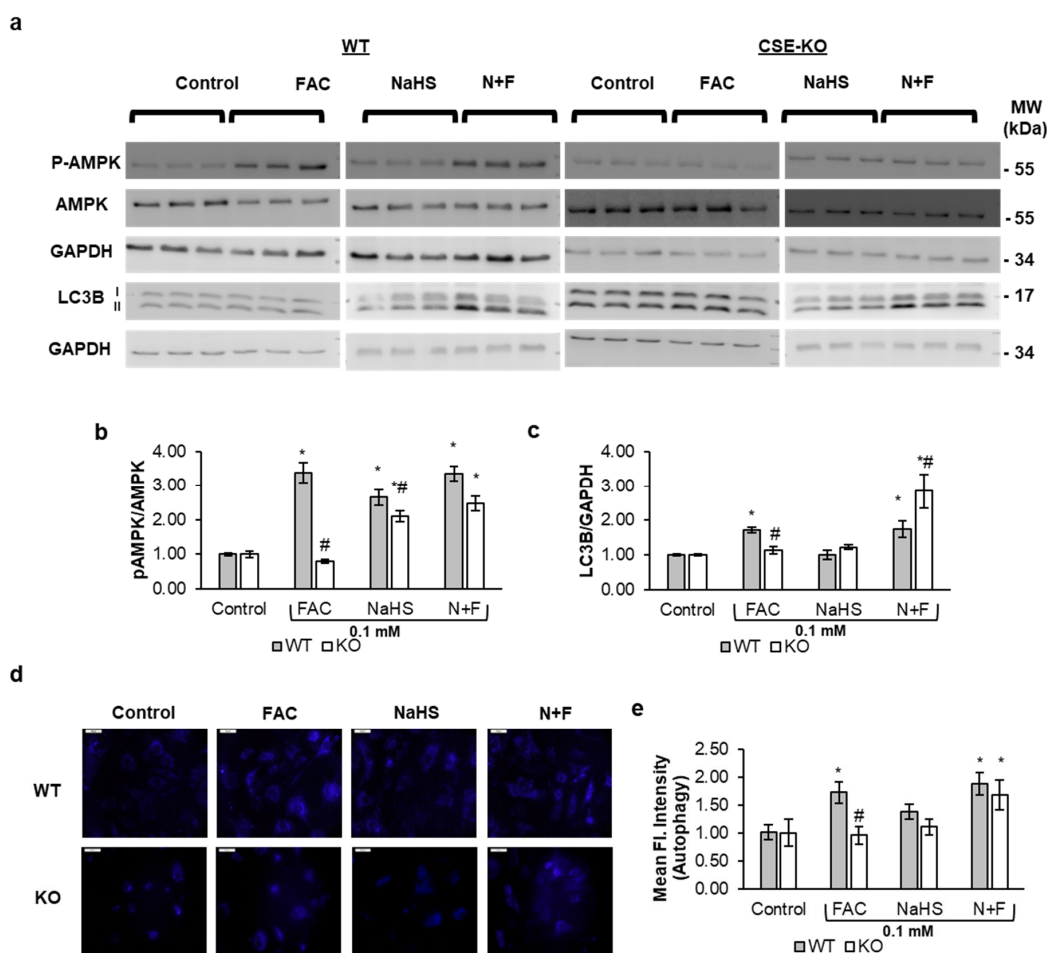 a
WT
CSE-KO
Control FAC NaHS N+F Control FAC NaHS N+F
MW
(kDa)
P-AMPK
- 55
AMPK
- 55
GAPDH
- 34
LC3B I
II
- 17
GAPDH
- 34
b
pAMPK/AMPK
4.00
3.00
2.00
1.00
0.00
*
#
*
*#
*
*
Control FAC NaHS N+F
0.1 mM
WT KO
c
LC3B/GAPDH
4.00
3.00
2.00
1.00
0.00
*
#
*
*#
Control FAC NaHS N+F
0.1 mM
WT KO
d
Control FAC NaHS N+F
WT
KO
e
Mean Fl. Intensity
(Autophagy)
2.50
2.00
1.50
1.00
0.50
0.00
*
#
*
*
Control FAC NaHS N+F
0.1 mM
WT KO